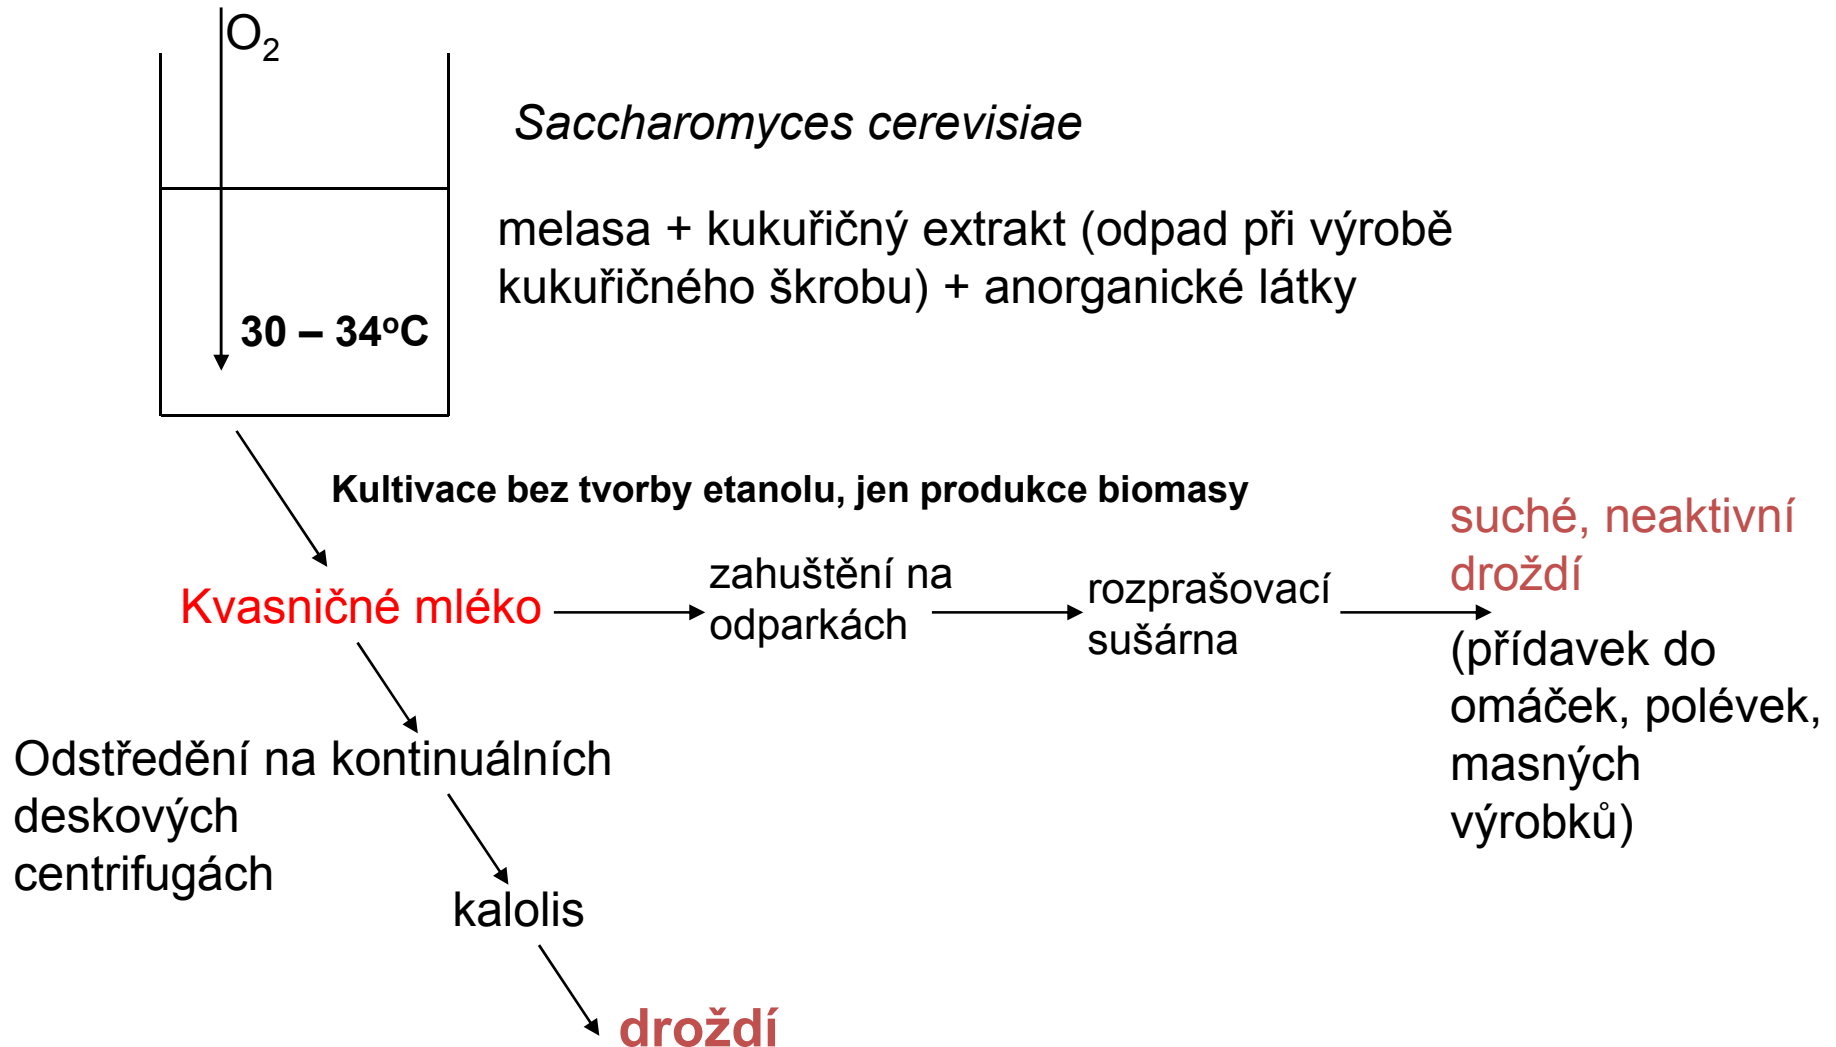 O₂
Saccharomyces cerevisiae
melasa + kukuřičný extrakt (odpad při výrobě
kukuřičného škrobu) + anorganické látky
30 – 34ºC
Kultivace bez tvorby etanolu, jen produkce biomasy
Kvasničné mléko
zahuštění na
odparkách
rozprašovací
sušárna
suché, neaktivní
droždí
(přídavek do
omáček, polévek,
masných
výrobků)
Odstředění na kontinuálních
deskových
centrifugách
kalolis
droždí